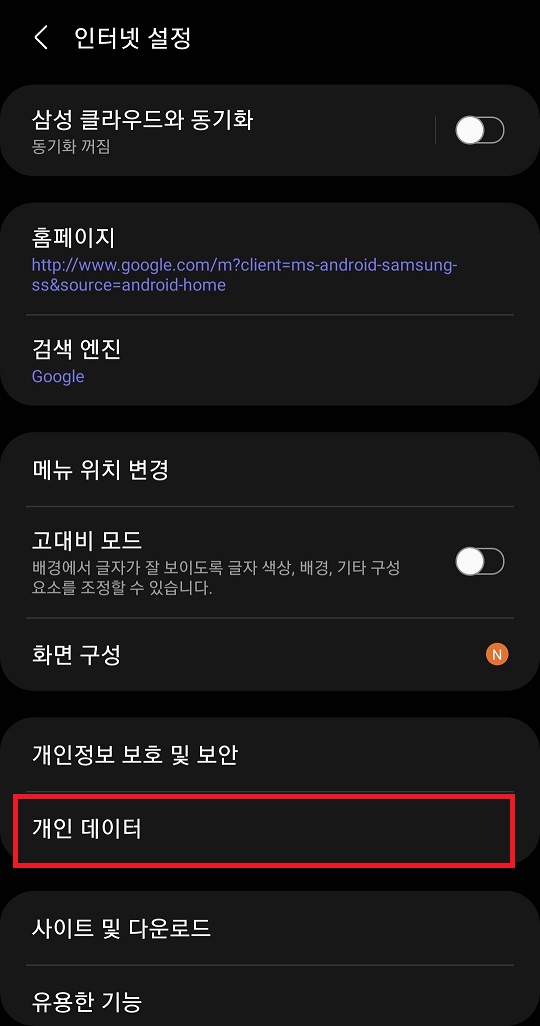 인터넷 설정
삼성 클라우드와 동기화
동기화 꺼짐
홈페이지
http://www.google.com/m?client=ms-android-samsung-
ss&source=android-home
검색 엔진
Google
메뉴 위치 변경
고대비 모드
배경에서 글자가 잘 보이도록 글자 색상, 배경, 기타 구성
요소를 조정할 수 있습니다.
화면 구성
N
개인정보 보호 및 보안
개인 데이터
사이트 및 다운로드
유용한 기능